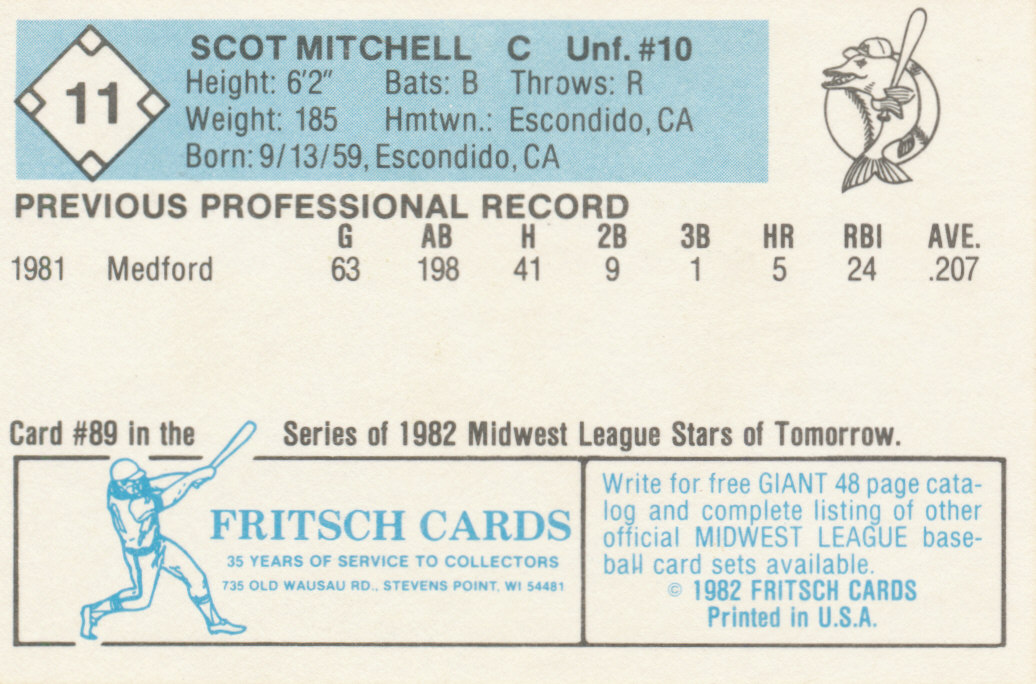 11
SCOT MITCHELL C Unf. #10
Height: 6'2" Bats: B Throws: R
Weight: 185 Hmtwn.: Escondido, CA
Born: 9/13/59, Escondido, CA
PREVIOUS PROFESSIONAL RECORD
G AB H 2B 3B HR RBI AVE.
1981 Medford 63 198 41 9 1 5 24 .207
Card #89 in the Series of 1982 Midwest League Stars of Tomorrow.
FRITSCH CARDS
35 YEARS OF SERVICE TO COLLECTORS
735 OLD WAUSAU RD., STEVENS POINT, WI 54481
Write for free GIANT 48 page cata-
log and complete listing of other
official MIDWEST LEAGUE base-
ball card sets available.
© 1982 FRITSCH CARDS
Printed in U.S.A.